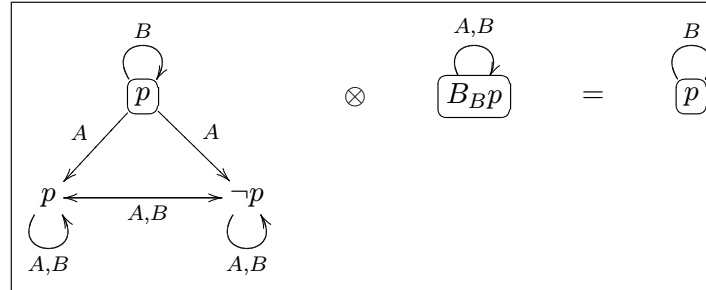 B A,B B
p ⊗ B_B p = p
A A
p A,B ¬p
A,B A,B